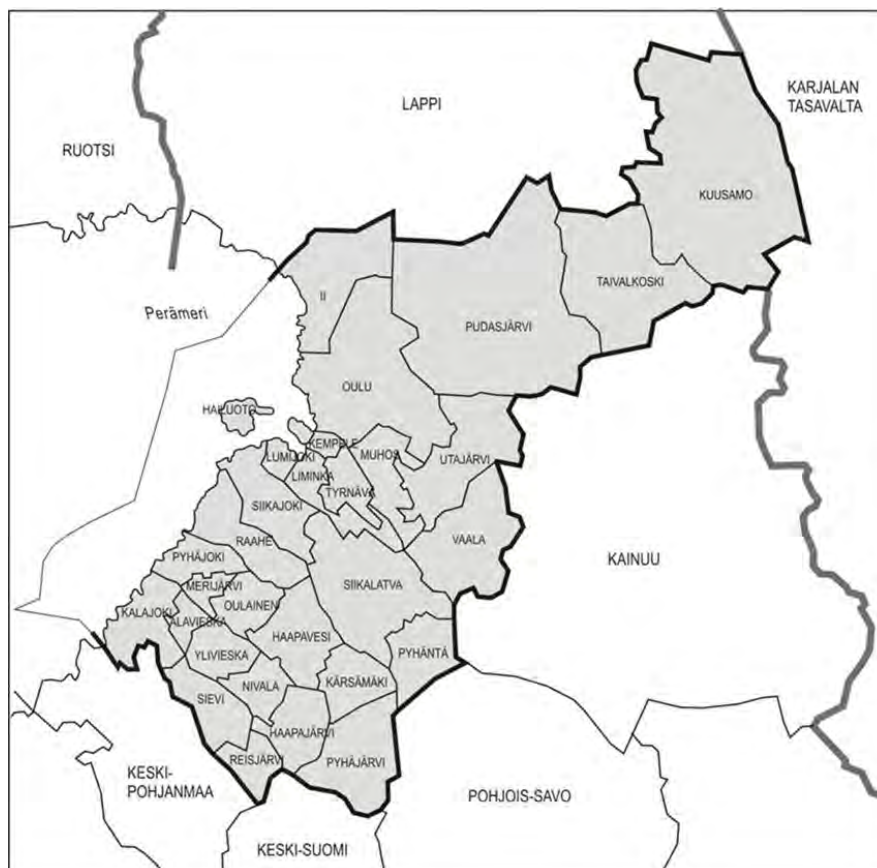 KARJALAN
TASAVALTA
LAPPI
RUOTSI
KUUSAMO
TAIVALKOSKI
II
Perämeri
PUDASJÄRVI
OULU
HAILUOTO
KEMPELE
MUHOS
LUMIJOKI
UTAJÄRVI
LIMINKA
TYRNÄVÄ
SIIKAJOKI
VAALA
RAAHE
KAINUU
PYHÄJOKI
SIIKALATVA
MERIJÄRVI
OULAINEN
KALAJOKI
ALAVIESKA
HAAPAVESI
YLIVIESKA
PYHÄNTÄ
KÄRSÄMÄKI
NIVALA
SIEVI
HAAPAJÄRVI
REISJÄRVI
PYHÄJÄRVI
KESKI-
POHJANMAA
POHJOIS-SAVO
KESKI-SUOMI